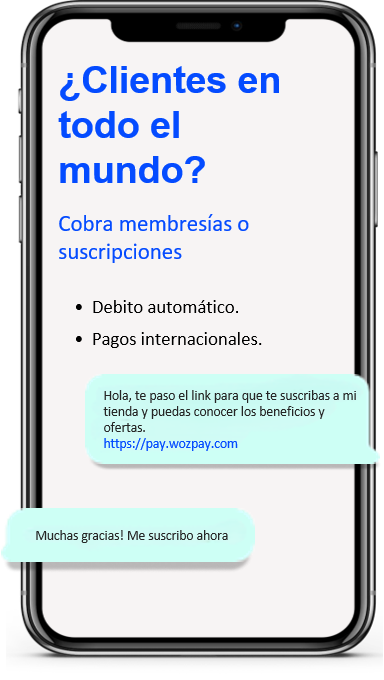 ¿Clientes en
todo el
mundo?
Cobra membresías o
suscripciones
• Debito automático.
• Pagos internacionales.
Hola, te paso el link para que te suscribas a mi
tienda y puedas conocer los beneficios y
ofertas.
https://pay.wozpay.com
Muchas gracias! Me suscribo ahora